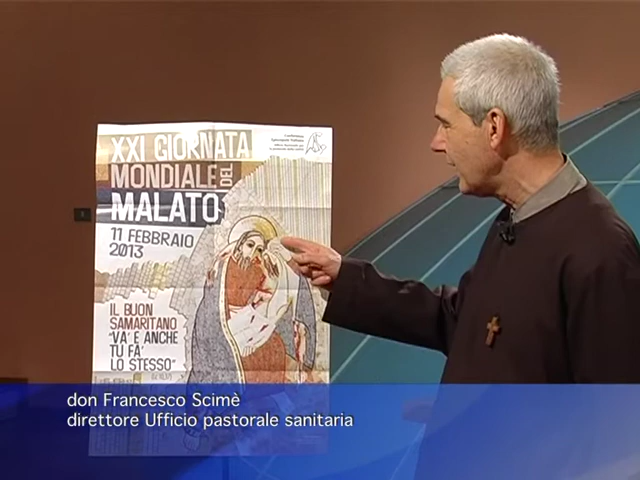 XXI GIORNATA
MONDIALE DEL
MALATO
11 FEBBRAIO
2013
IL BUON
SAMARITANO
"VA' E ANCHE
TU FA'
LO STESSO"
don Francesco Scimè
direttore Ufficio pastorale sanitaria